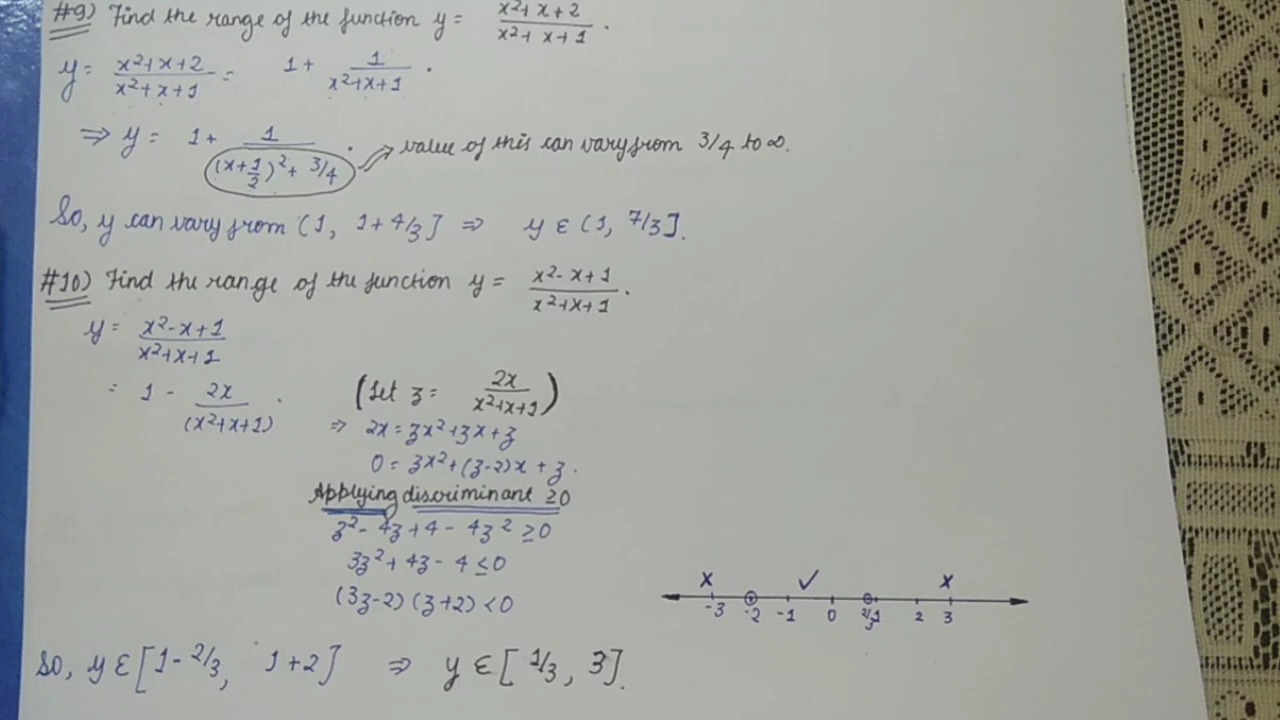 #9) Find the range of the function y = x²+x+2 / x²+x+1 .
y = x²+x+2 / x²+x+1 = 1 + 1 / x²+x+1 .
⇒ y = 1 + 1 / (x+1/2)²+ 3/4 . → value of this can vary from 3/4 to ∞.
So, y can vary from (1, 1+4/3] ⇒ y ε (1, 7/3].
#10) Find the range of the function y = x²-x+1 / x²+x+1 .
y = x²-x+1 / x²+x+1
= 1 - 2x / (x²+x+1) . (Let z = 2x / x²+x+1)
⇒ 2x = zx²+zx+z
0 = zx²+(z-2)x+z.
Applying discriminant ≥0
z²-4z+4-4z² ≥0
3z²+4z-4 ≤0
(3z-2)(z+2)<0
x ✓ x
-3 -2 -1 0 2/3 1 2 3
So, y ε [1-2/3, 1+2] ⇒ y ε [1/3, 3].